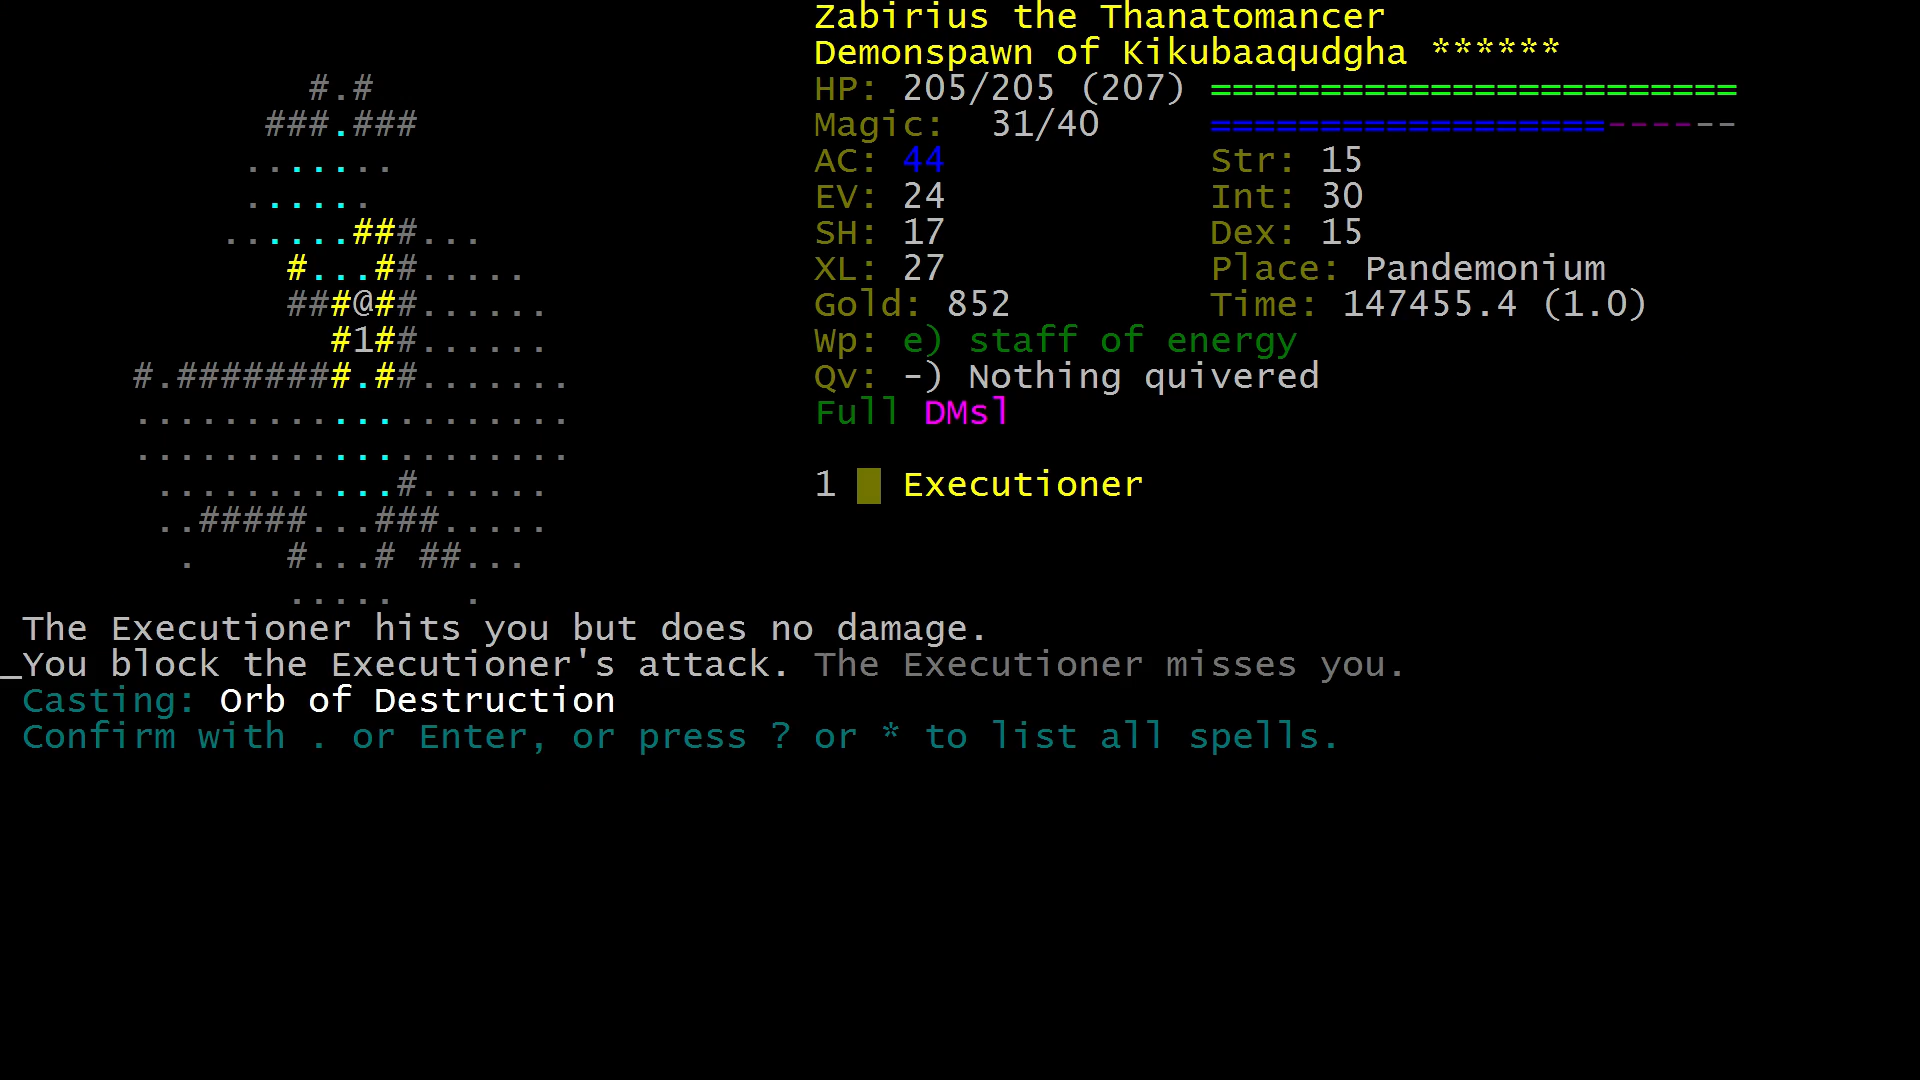 Zabirius the Thanatomancer
Demonspawn of Kikubaaqudgha ******
#.#
HP: 205/205 (207) ========================
###.###
Magic: 31/40 ==================------
.......
AC: 44 Str: 15
......
EV: 24 Int: 30
......###...
SH: 17 Dex: 15
#...##.....
XL: 27 Place: Pandemonium
###@##......
Gold: 852 Time: 147455.4 (1.0)
#1##......
Wp: e) staff of energy
#.########.##.......
Qv: -) Nothing quivered
....................
Full DMsl
....................
...........#......
1 Executioner
..#####...###.....
. #...# ##...
..... .
The Executioner hits you but does no damage.
_You block the Executioner's attack. The Executioner misses you.
Casting: Orb of Destruction
Confirm with . or Enter, or press ? or * to list all spells.